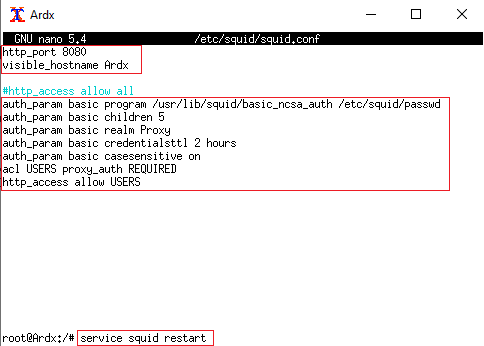 Ardx
GNU nano 5.4 /etc/squid/squid.conf
http_port 8080
visible_hostname Ardx
#http_access allow all
auth_param basic program /usr/lib/squid/basic_ncsa_auth /etc/squid/passwd
auth_param basic children 5
auth_param basic realm Proxy
auth_param basic credentialsttl 2 hours
auth_param basic casesensitive on
acl USERS proxy_auth REQUIRED
http_access allow USERS
root@Ardx:/# service squid restart